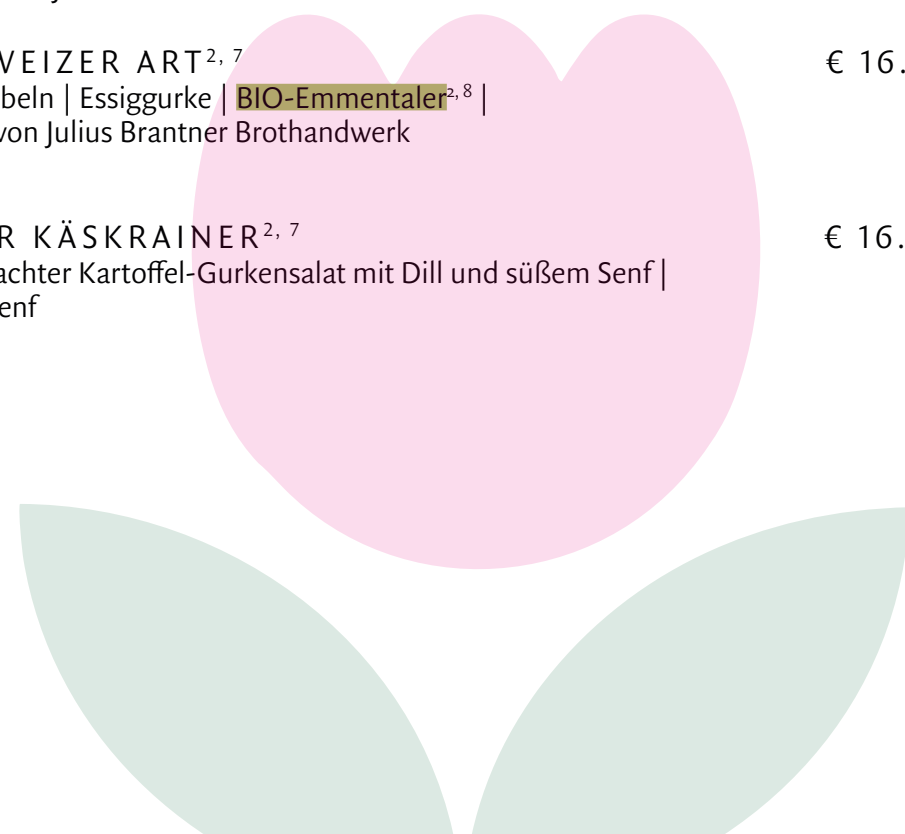 WEIZER ART2, 7 € 16.
beln | Essiggurke | BIO-Emmentaler2, 8 |
von Julius Brantner Brothandwerk
R KÄSKRAINER2, 7 € 16.
achter Kartoffel-Gurkensalat mit Dill und süßem Senf |
enf